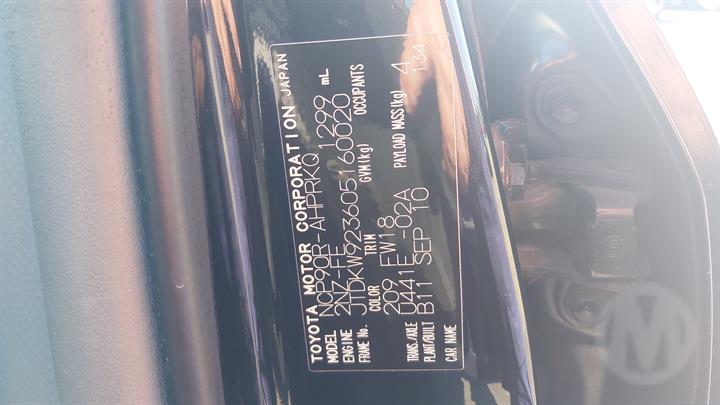 TOYOTA MOTOR CORPORATION JAPAN
MODEL NCP90R-AHPRKQ 1299 mL
ENGINE 2NZ-FE
FRAME No. JTDKW923605160020
GVM(kg) OCCUPANTS 4
COLOR TRIM PAYLOAD MASS(kg) 134
209 FW18
TRANS./AXLE U441E -02A
PLANT/BUILT B11 SEP 10
CAR NAME
M